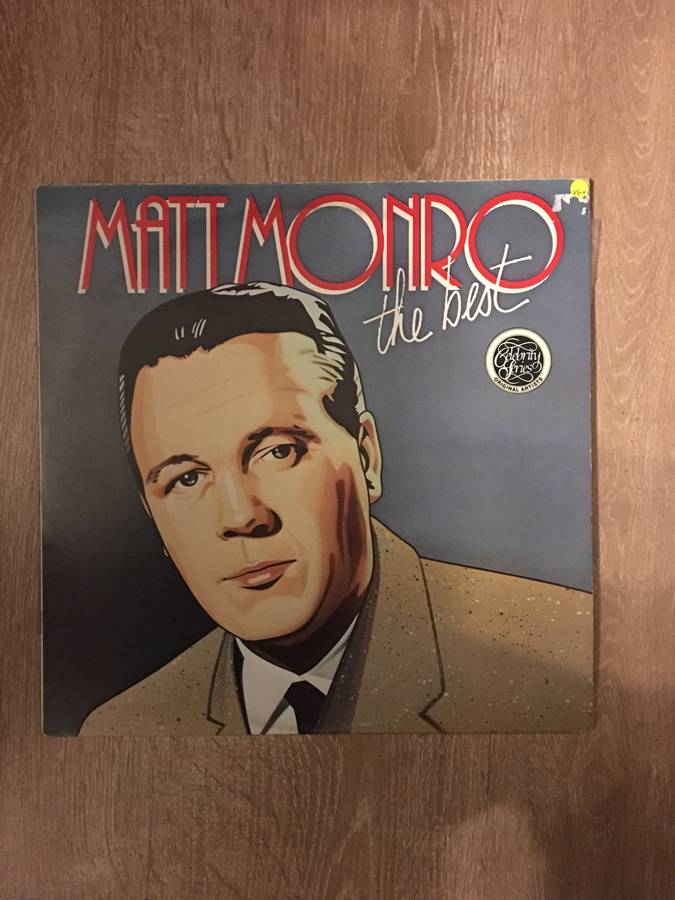 MATT MONRO
the best
Celebrity
Series
ORIGINAL ARTISTS